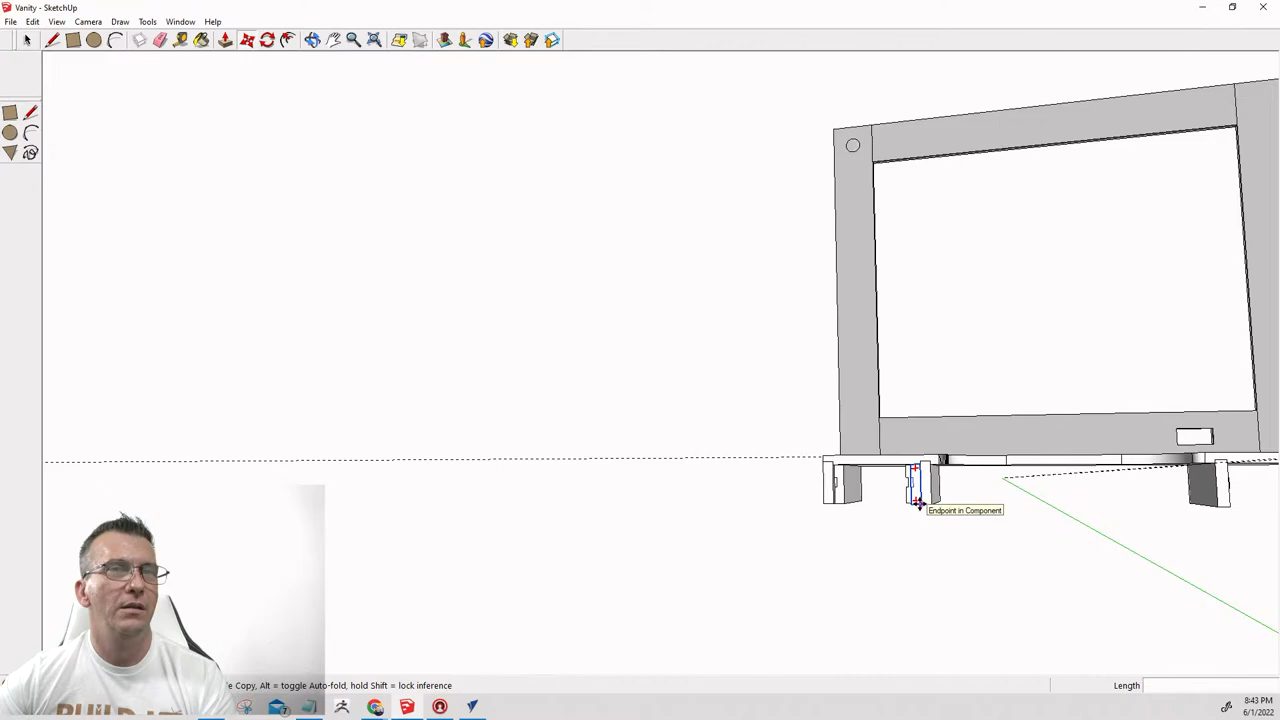 Vanity - SketchUp
File Edit View Camera Draw Tools Window Help
Endpoint in Component
e Copy, Alt = toggle Auto-fold, hold Shift = lock inference
Length
7
8:43 PM
6/1/2022